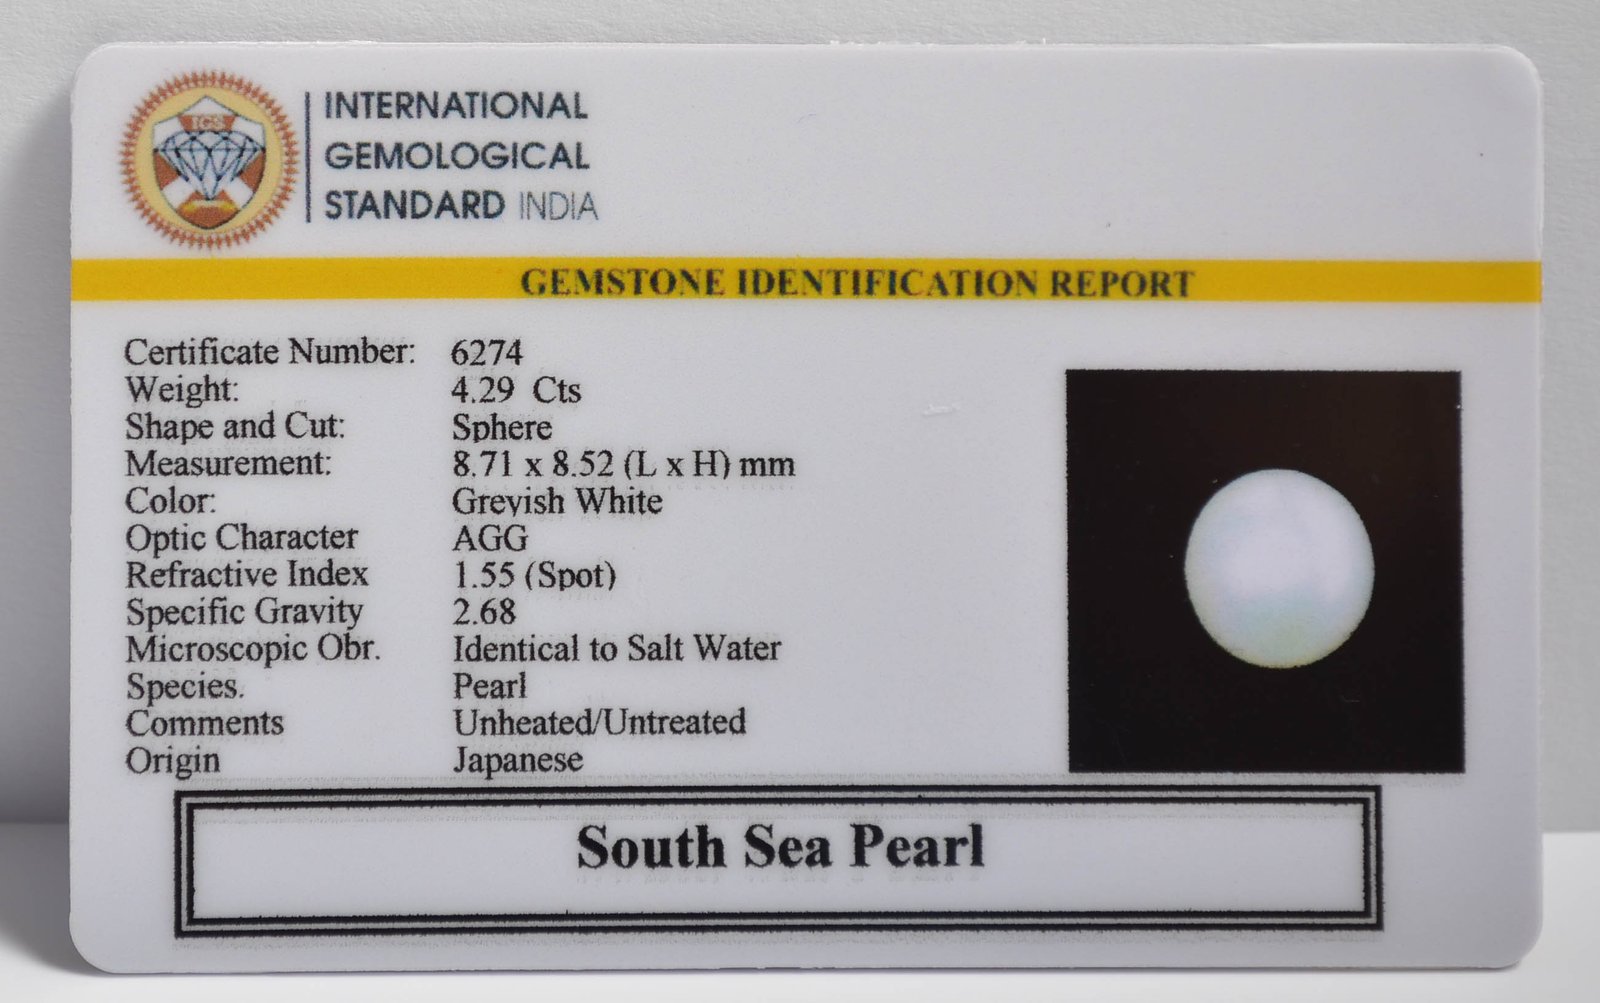 IGS
INTERNATIONAL
GEMOLOGICAL
STANDARD INDIA
GEMSTONE IDENTIFICATION REPORT
Certificate Number: 6274
Weight: 4.29 Cts
Shape and Cut: Sphere
Measurement: 8.71 x 8.52 (L x H) mm
Color: Greyish White
Optic Character AGG
Refractive Index 1.55 (Spot)
Specific Gravity 2.68
Microscopic Obr. Identical to Salt Water
Species. Pearl
Comments Unheated/Untreated
Origin Japanese
South Sea Pearl